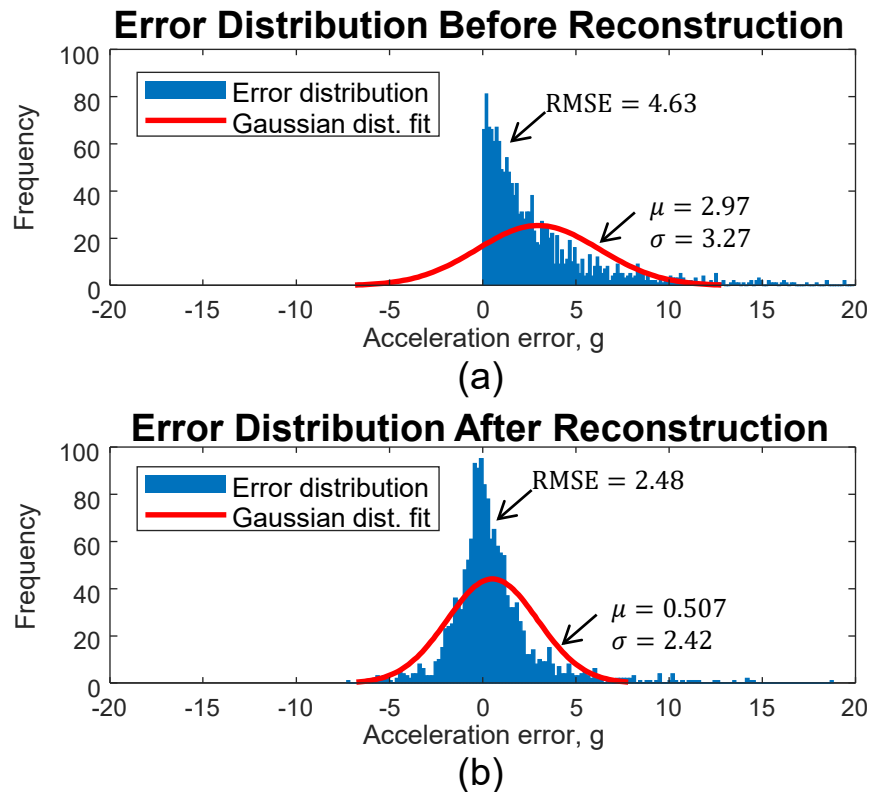 Error Distribution Before Reconstruction
100
80
60
40
20
0
Frequency
Error distribution
Gaussian dist. fit
RMSE = 4.63
μ = 2.97
σ = 3.27
-20 -15 -10 -5 0 5 10 15 20
Acceleration error, g
(a)
Error Distribution After Reconstruction
100
80
60
40
20
0
Frequency
Error distribution
Gaussian dist. fit
RMSE = 2.48
μ = 0.507
σ = 2.42
-20 -15 -10 -5 0 5 10 15 20
Acceleration error, g
(b)